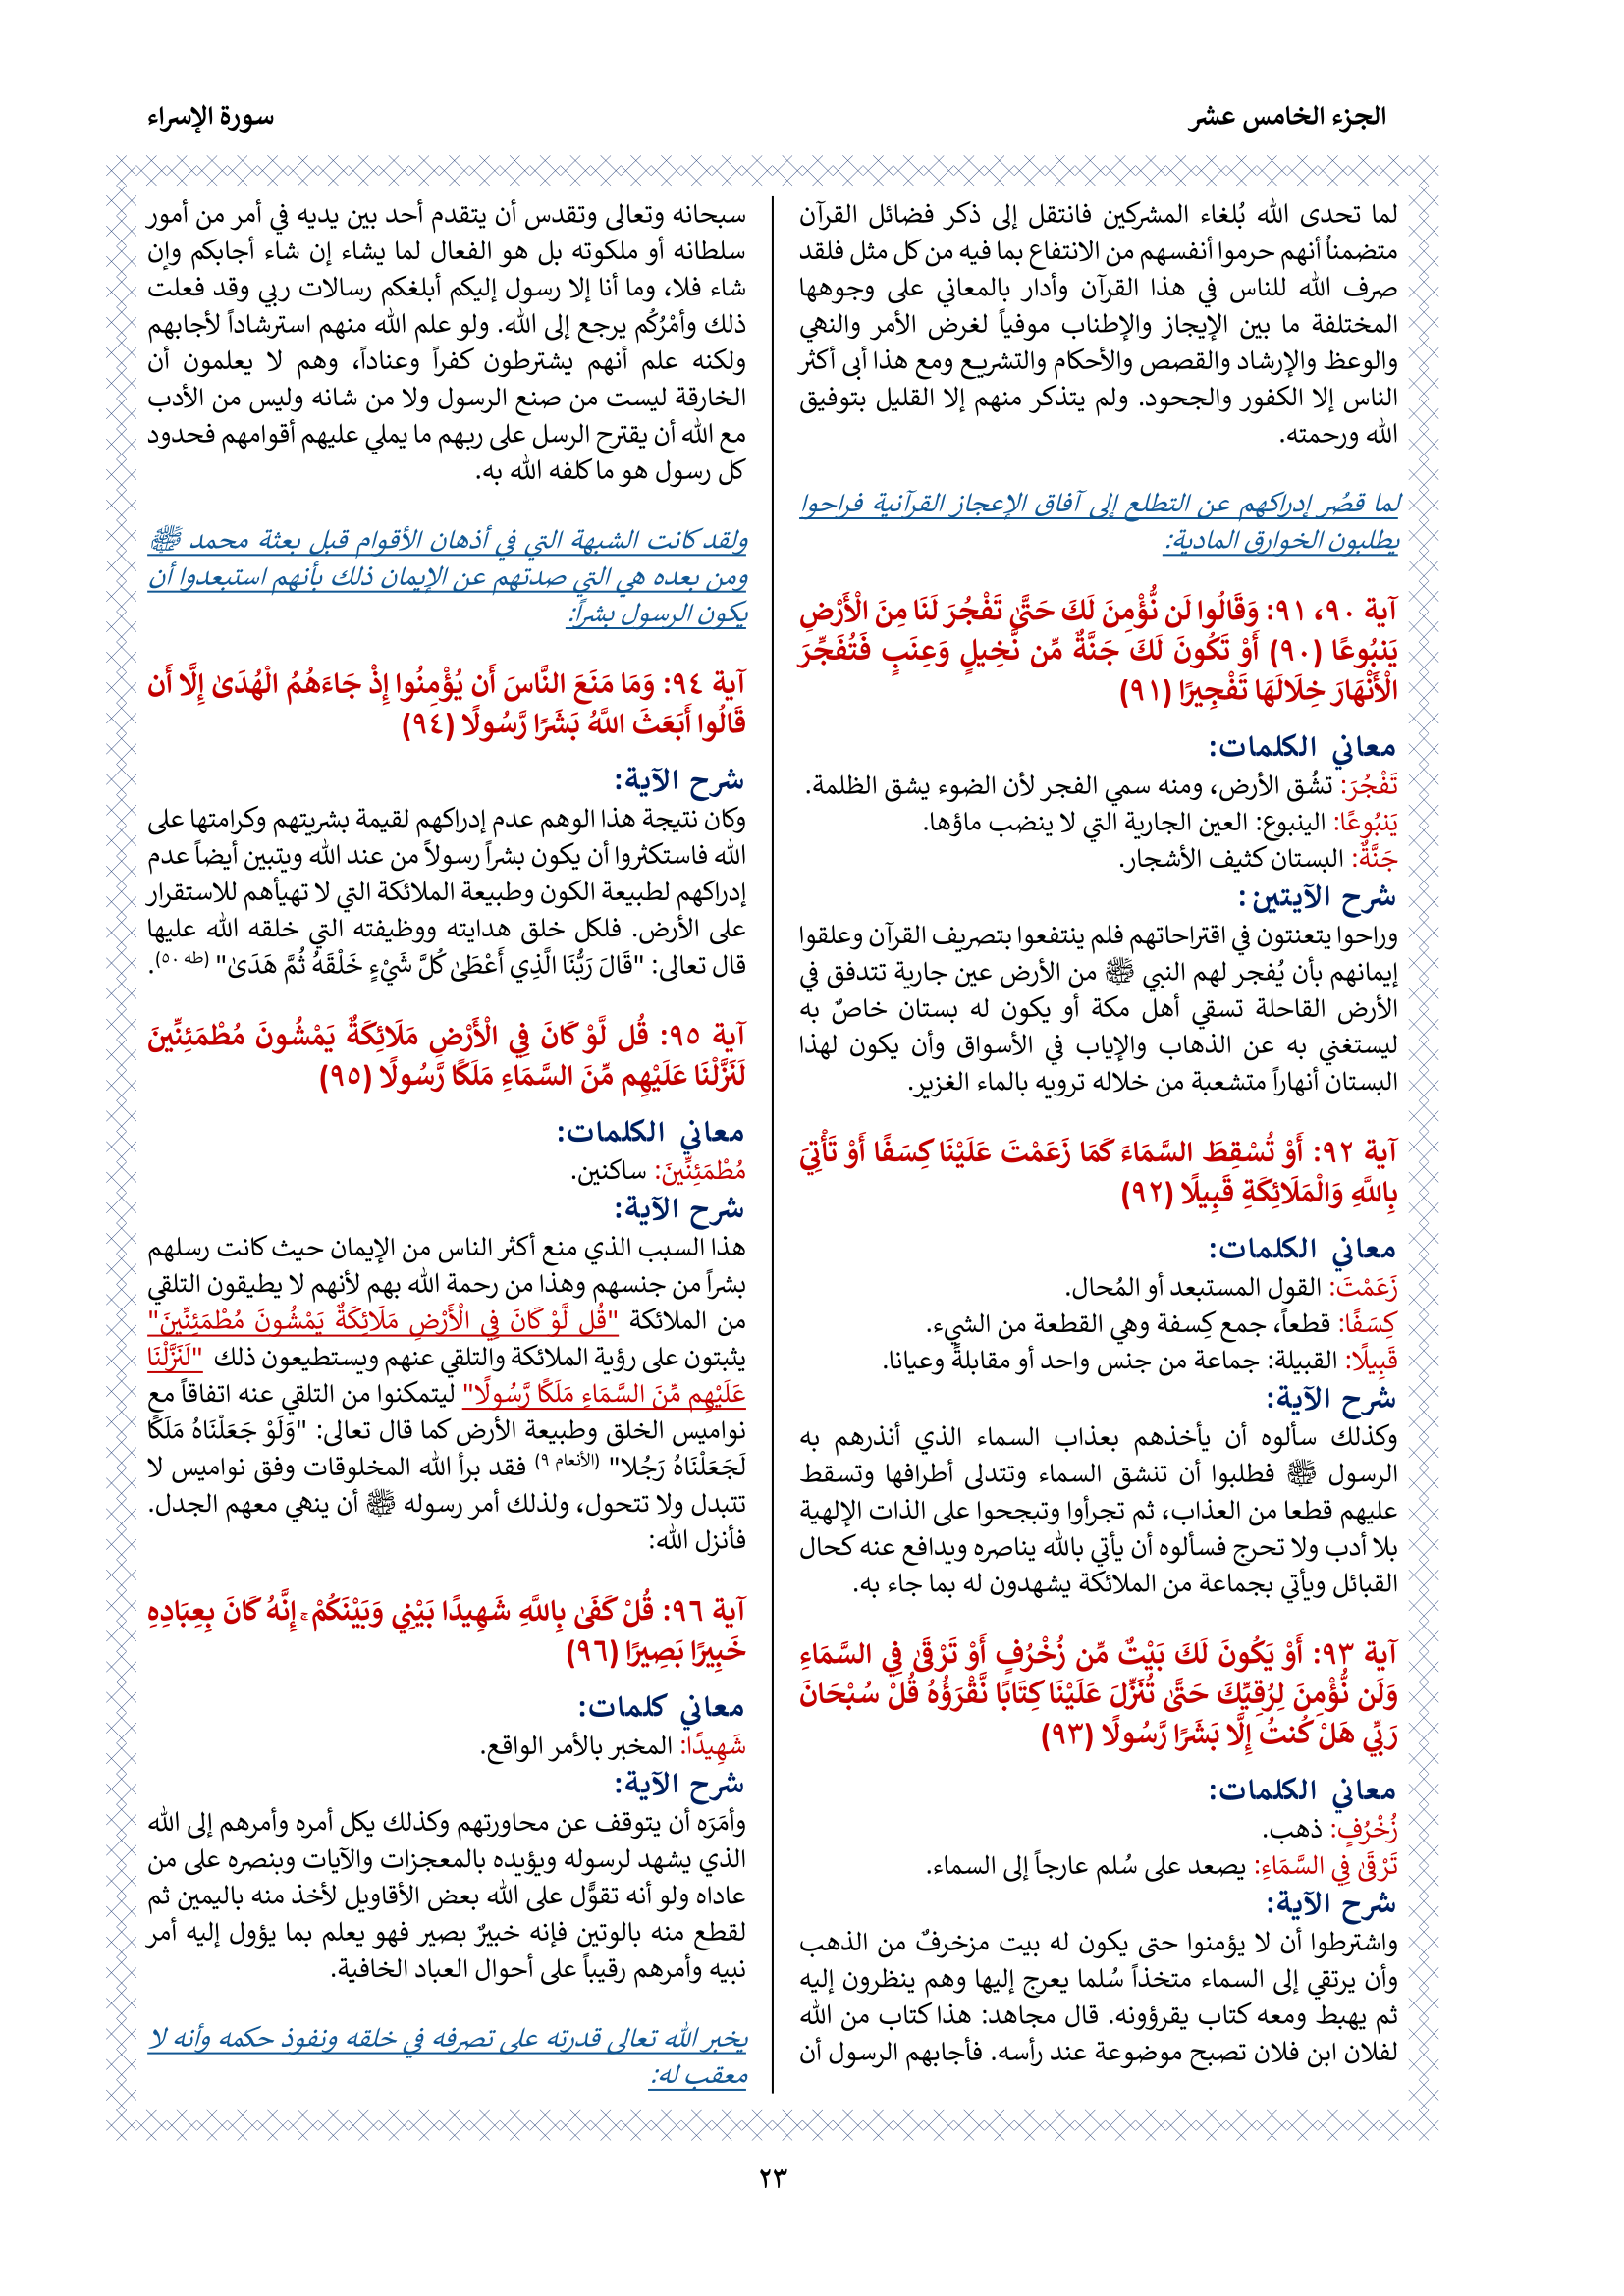 الجزء الخامس عشر
سورة الإسراء
لما تحدى الله بُلغاء المشركين فانتقل إلى ذكر فضائل القرآن
متضمناُ أنهم حرموا أنفسهم من الانتفاع بما فيه من كل مثل فلقد
صرف الله للناس في هذا القرآن وأدار بالمعاني على وجوهها
المختلفة ما بين الإيجاز والإطناب موفياً لغرض الأمر والنهي
والوعظ والإرشاد والقصص والأحكام والتشريع ومع هذا أبى أكثر
الناس إلا الكفور والجحود. ولم يتذكر منهم إلا القليل بتوفيق
الله ورحمته.
لما قصُر إدراكهم عن التطلع إلى آفاق الإعجاز القرآنية فراحوا
يطلبون الخوارق المادية:
آية ٩٠، ٩١: وَقَالُوا لَن نُّؤْمِنَ لَكَ حَتَّىٰ تَفْجُرَ لَنَا مِنَ الْأَرْضِ
يَنبُوعًا (٩٠) أَوْ تَكُونَ لَكَ جَنَّةٌ مِّن نَّخِيلٍ وَعِنَبٍ فَتُفَجِّرَ
الْأَنْهَارَ خِلَالَهَا تَفْجِيرًا (٩١)
معاني الكلمات:
تَفْجُرَ: تشُق الأرض، ومنه سمي الفجر لأن الضوء يشق الظلمة.
يَنبُوعًا: الينبوع: العين الجارية التي لا ينضب ماؤها.
جَنَّةٌ: البستان كثيف الأشجار.
شرح الآيتين:
وراحوا يتعنتون في اقتراحاتهم فلم ينتفعوا بتصريف القرآن وعلقوا
إيمانهم بأن يُفجر لهم النبي ﷺ من الأرض عين جارية تتدفق في
الأرض القاحلة تسقي أهل مكة أو يكون له بستان خاصٌ به
ليستغني به عن الذهاب والإياب في الأسواق وأن يكون لهذا
البستان أنهاراً متشعبة من خلاله ترويه بالماء الغزير.
آية ٩٢: أَوْ تُسْقِطَ السَّمَاءَ كَمَا زَعَمْتَ عَلَيْنَا كِسَفًا أَوْ تَأْتِيَ
بِاللَّهِ وَالْمَلَائِكَةِ قَبِيلًا (٩٢)
معاني الكلمات:
زَعَمْتَ: القول المستبعد أو المُحال.
كِسَفًا: قطعاً، جمع كِسفة وهي القطعة من الشيء.
قَبِيلًا: القبيلة: جماعة من جنس واحد أو مقابلةً وعيانا.
شرح الآية:
وكذلك سألوه أن يأخذهم بعذاب السماء الذي أنذرهم به
الرسول ﷺ فطلبوا أن تنشق السماء وتتدلى أطرافها وتسقط
عليهم قطعا من العذاب، ثم تجرأوا وتبجحوا على الذات الإلهية
بلا أدب ولا تحرج فسألوه أن يأتي بالله يناصره ويدافع عنه كحال
القبائل ويأتي بجماعة من الملائكة يشهدون له بما جاء به.
آية ٩٣: أَوْ يَكُونَ لَكَ بَيْتٌ مِّن زُخْرُفٍ أَوْ تَرْقَىٰ فِي السَّمَاءِ
وَلَن نُّؤْمِنَ لِرُقِيِّكَ حَتَّىٰ تُنَزِّلَ عَلَيْنَا كِتَابًا نَّقْرَؤُهُ قُلْ سُبْحَانَ
رَبِّي هَلْ كُنتُ إِلَّا بَشَرًا رَّسُولًا (٩٣)
معاني الكلمات:
زُخْرُفٍ: ذهب.
تَرْقَىٰ فِي السَّمَاءِ: يصعد على سُلم عارجاً إلى السماء.
شرح الآية:
واشترطوا أن لا يؤمنوا حتى يكون له بيت مزخرفٌ من الذهب
وأن يرتقي إلى السماء متخذاً سُلما يعرج إليها وهم ينظرون إليه
ثم يهبط ومعه كتاب يقرؤونه. قال مجاهد: هذا كتاب من الله
لفلان ابن فلان تصبح موضوعة عند رأسه. فأجابهم الرسول أن
سبحانه وتعالى وتقدس أن يتقدم أحد بين يديه في أمر من أمور
سلطانه أو ملكوته بل هو الفعال لما يشاء إن شاء أجابكم وإن
شاء فلا، وما أنا إلا رسول إليكم أبلغكم رسالات ربي وقد فعلت
ذلك وأمْرُكُم يرجع إلى الله. ولو علم الله منهم استرشاداً لأجابهم
ولكنه علم أنهم يشترطون كفراً وعناداً، وهم لا يعلمون أن
الخارقة ليست من صنع الرسول ولا من شانه وليس من الأدب
مع الله أن يقترح الرسل على ربهم ما يملي عليهم أقوامهم فحدود
كل رسول هو ما كلفه الله به.
ولقد كانت الشبهة التي في أذهان الأقوام قبل بعثة محمد ﷺ
ومن بعده هي التي صدتهم عن الإيمان ذلك بأنهم استبعدوا أن
يكون الرسول بشراً:
آية ٩٤: وَمَا مَنَعَ النَّاسَ أَن يُؤْمِنُوا إِذْ جَاءَهُمُ الْهُدَىٰ إِلَّا أَن
قَالُوا أَبَعَثَ اللَّهُ بَشَرًا رَّسُولًا (٩٤)
شرح الآية:
وكان نتيجة هذا الوهم عدم إدراكهم لقيمة بشريتهم وكرامتها على
الله فاستكثروا أن يكون بشراً رسولاً من عند الله ويتبين أيضاً عدم
إدراكهم لطبيعة الكون وطبيعة الملائكة التي لا تهيأهم للاستقرار
على الأرض. فلكل خلق هدايته ووظيفته التي خلقه الله عليها
قال تعالى: "قَالَ رَبُّنَا الَّذِي أَعْطَىٰ كُلَّ شَيْءٍ خَلْقَهُ ثُمَّ هَدَىٰ" (طه ٥٠).
آية ٩٥: قُل لَّوْ كَانَ فِي الْأَرْضِ مَلَائِكَةٌ يَمْشُونَ مُطْمَئِنِّينَ
لَنَزَّلْنَا عَلَيْهِم مِّنَ السَّمَاءِ مَلَكًا رَّسُولًا (٩٥)
معاني الكلمات:
مُطْمَئِنِّينَ: ساكنين.
شرح الآية:
هذا السبب الذي منع أكثر الناس من الإيمان حيث كانت رسلهم
بشراً من جنسهم وهذا من رحمة الله بهم لأنهم لا يطيقون التلقي
من الملائكة "قُل لَّوْ كَانَ فِي الْأَرْضِ مَلَائِكَةٌ يَمْشُونَ مُطْمَئِنِّينَ"
يثبتون على رؤية الملائكة والتلقي عنهم ويستطيعون ذلك "لَنَزَّلْنَا
عَلَيْهِم مِّنَ السَّمَاءِ مَلَكًا رَّسُولًا" ليتمكنوا من التلقي عنه اتفاقاً مع
نواميس الخلق وطبيعة الأرض كما قال تعالى: "وَلَوْ جَعَلْنَاهُ مَلَكًا
لَجَعَلْنَاهُ رَجُلا" (الأنعام ٩) فقد برأ الله المخلوقات وفق نواميس لا
تتبدل ولا تتحول، ولذلك أمر رسوله ﷺ أن ينهي معهم الجدل.
فأنزل الله:
آية ٩٦: قُلْ كَفَىٰ بِاللَّهِ شَهِيدًا بَيْنِي وَبَيْنَكُمْ ۚ إِنَّهُ كَانَ بِعِبَادِهِ
خَبِيرًا بَصِيرًا (٩٦)
معاني كلمات:
شَهِيدًا: المخبر بالأمر الواقع.
شرح الآية:
وأمَرَه أن يتوقف عن محاورتهم وكذلك يكل أمره وأمرهم إلى الله
الذي يشهد لرسوله ويؤيده بالمعجزات والآيات وبنصره على من
عاداه ولو أنه تقوَّل على الله بعض الأقاويل لأخذ منه باليمين ثم
لقطع منه بالوتين فإنه خبيرٌ بصير فهو يعلم بما يؤول إليه أمر
نبيه وأمرهم رقيباً على أحوال العباد الخافية.
يخبر الله تعالى قدرته على تصرفه في خلقه ونفوذ حكمه وأنه لا
معقب له:
٢٣